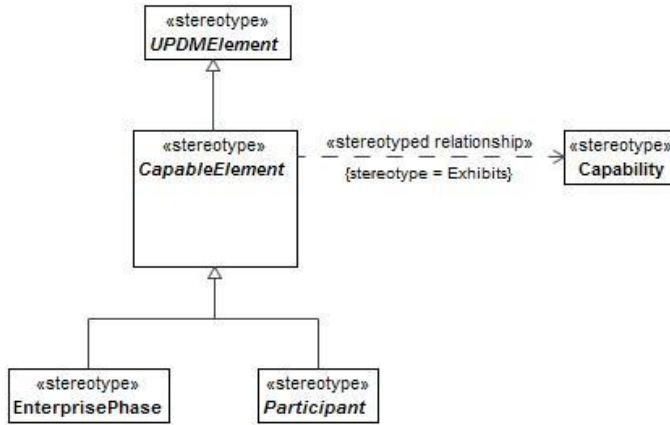 «stereotype»
UPDMElement
«stereotype»
CapableElement
«stereotyped relationship»
{stereotype = Exhibits}
«stereotype»
Capability
«stereotype»
EnterprisePhase
«stereotype»
Participant